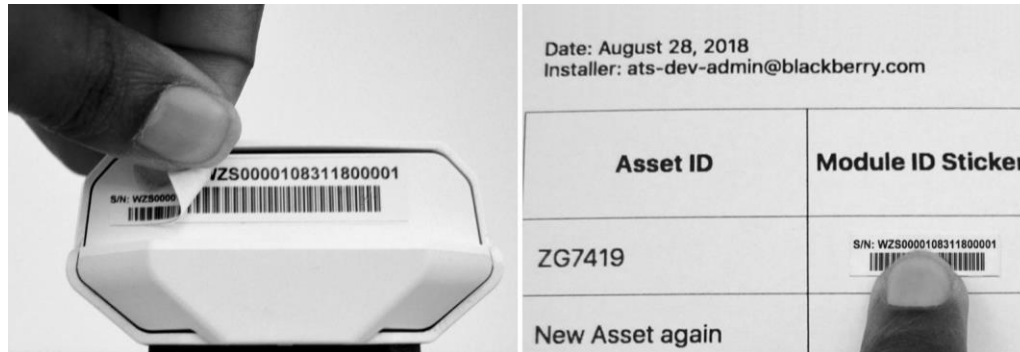 WZS0000108311800001
S/N: WZS0000
Date: August 28, 2018
Installer: ats-dev-admin@blackberry.com
Asset ID
Module ID Sticker
ZG7419
S/N: WZS0000108311800001
New Asset again